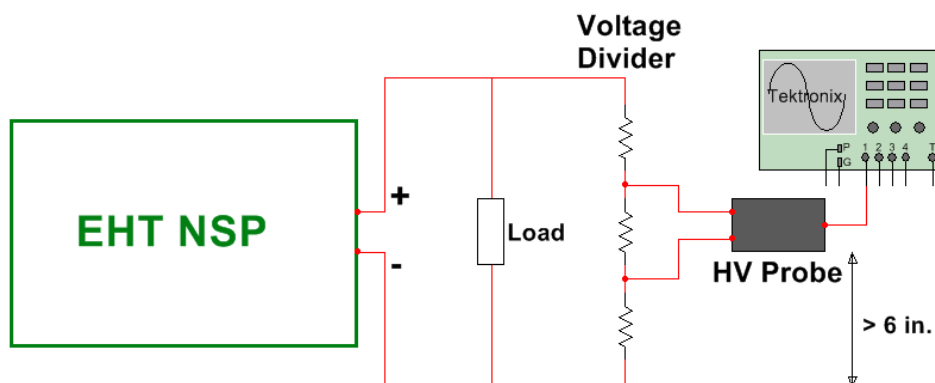 Voltage
Divider
Tektronix
P
G
1 2 3 4 T
+
EHT NSP
-
Load
HV Probe
> 6 in.